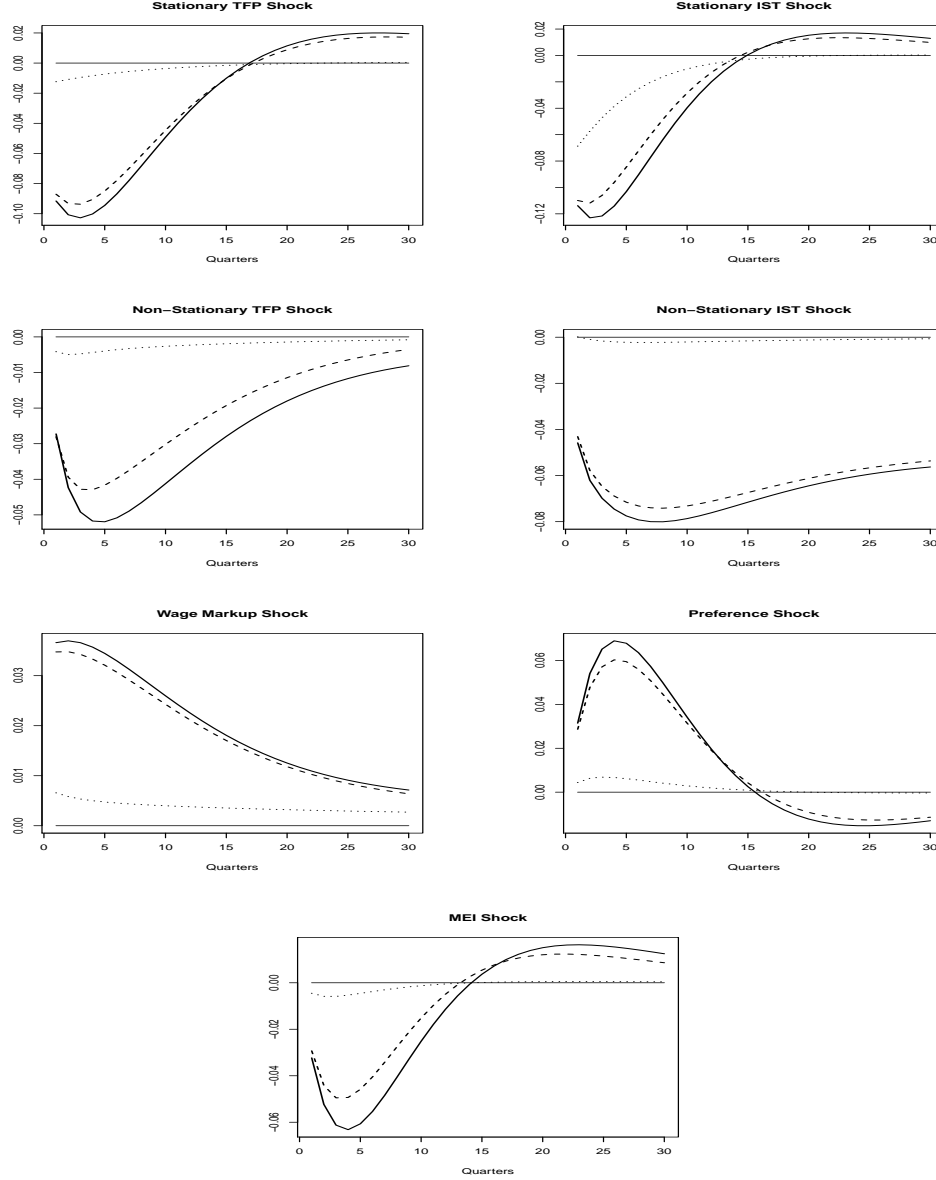 Stationary TFP Shock
−0.10 −0.08 −0.06 −0.04 −0.02 0.00 0.02
0 5 10 15 20 25 30
Quarters
Stationary IST Shock
−0.12 −0.08 −0.04 0.00 0.02
0 5 10 15 20 25 30
Quarters
Non−Stationary TFP Shock
−0.05 −0.04 −0.03 −0.02 −0.01 0.00
0 5 10 15 20 25 30
Quarters
Non−Stationary IST Shock
−0.08 −0.06 −0.04 −0.02 0.00
0 5 10 15 20 25 30
Quarters
Wage Markup Shock
0.00 0.01 0.02 0.03
0 5 10 15 20 25 30
Quarters
Preference Shock
0.00 0.02 0.04 0.06
0 5 10 15 20 25 30
Quarters
MEI Shock
−0.06 −0.04 −0.02 0.00
0 5 10 15 20 25 30
Quarters